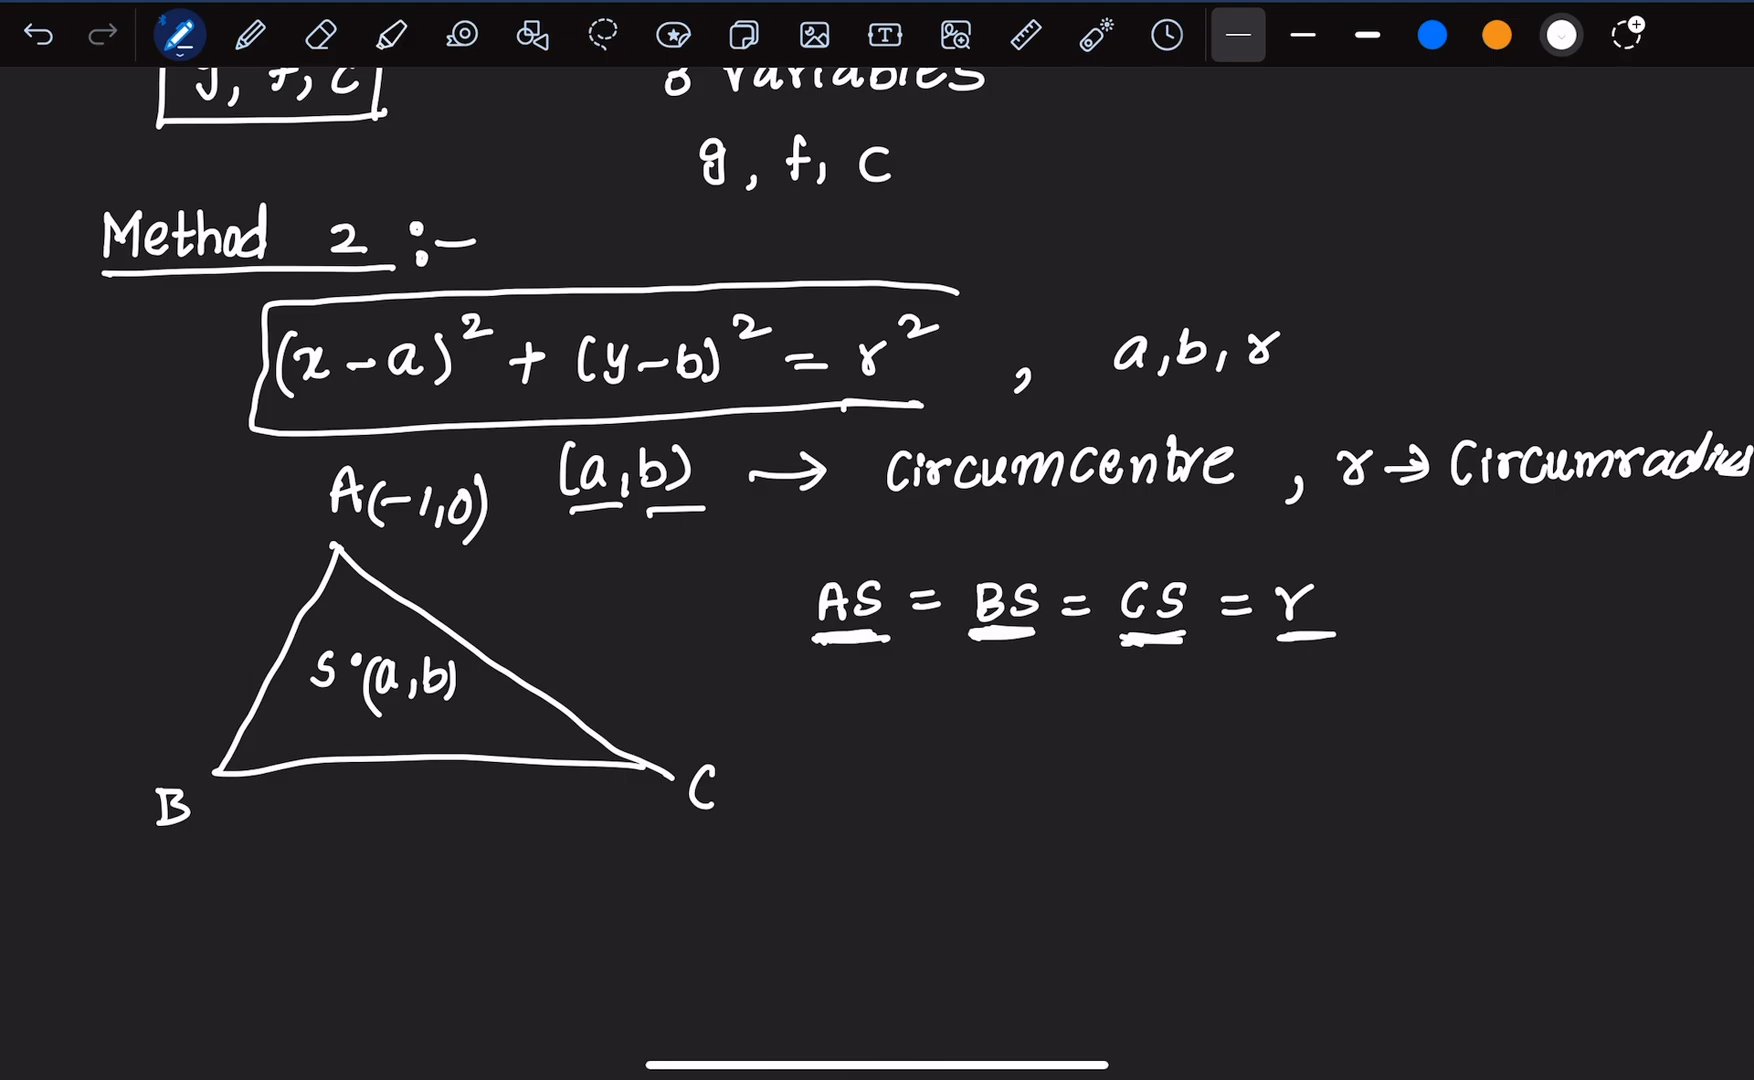 g, f, c 3 variables
g, f, c
Method 2 :-
(x-a)² + (y-b)² = r² , a,b, r
(a,b) → Circumcentre , r → Circumradius
A(-1,0)
AS = BS = CS = r
S•(a,b)
B C